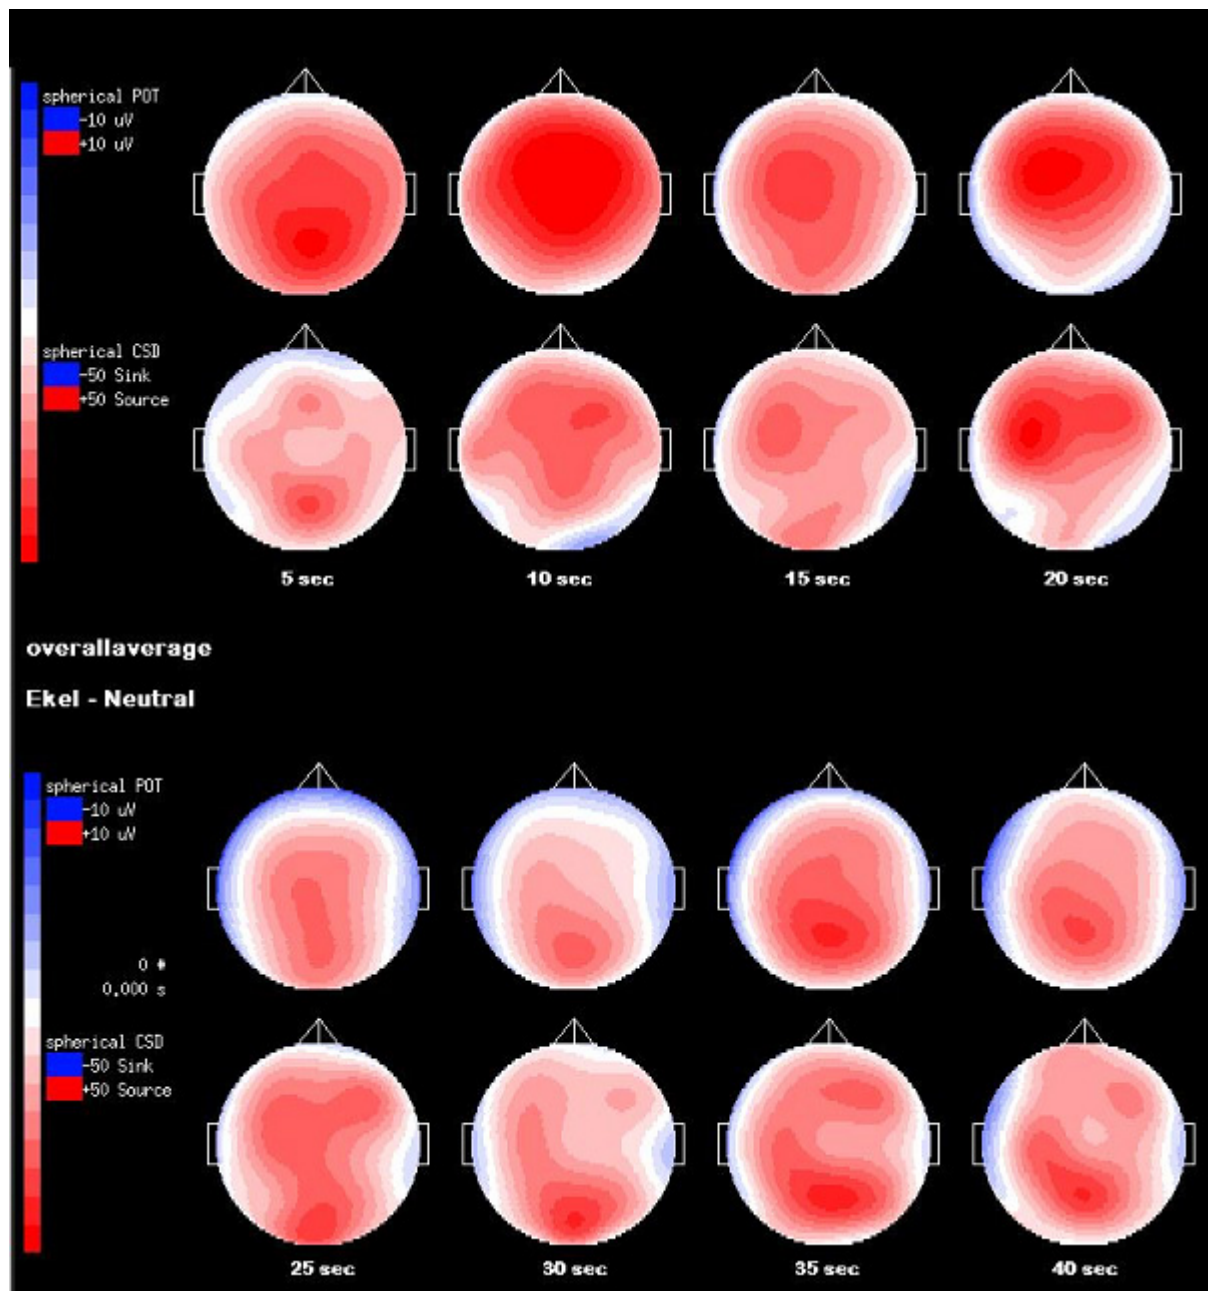 spherical POT
-10 uV
+10 uV
spherical CSD
-50 Sink
+50 Source
5 sec 10 sec 15 sec 20 sec
overallaverage
Ekel - Neutral
spherical POT
-10 uV
+10 uV
0 #
0.000 s
spherical CSD
-50 Sink
+50 Source
25 sec 30 sec 35 sec 40 sec